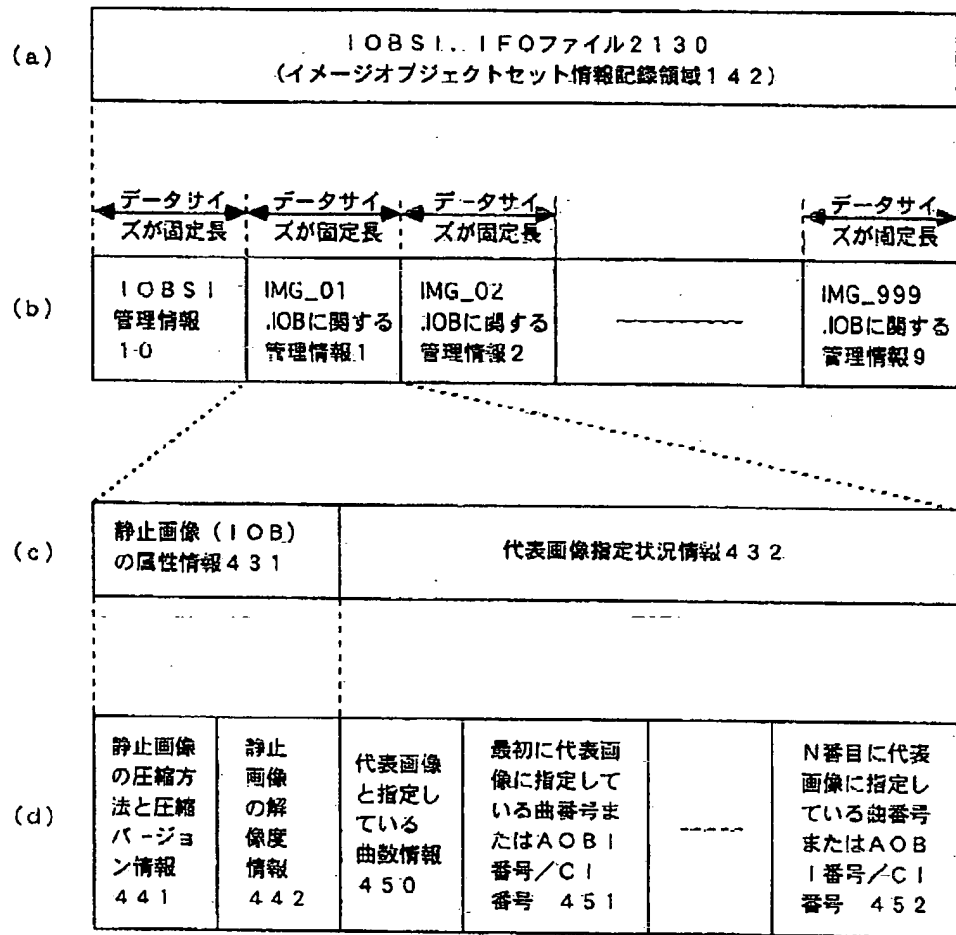 (a)
IOBSI.IFOファイル2130
(イメージオブジェクトセット情報記録領域142)
データサイ
ズが固定長
データサイ
ズが固定長
データサイ
ズが固定長
データサイ
ズが固定長
(b)
IOBSI
管理情報
10
IMG_01
.IOBに関する
管理情報1
IMG_02
.IOBに関する
管理情報2
IMG_999
.IOBに関する
管理情報9
(c)
静止画像(IOB)
の属性情報431
代表画像指定状況情報432
(d)
静止画像
の圧縮方
法と圧縮
バージョ
ン情報
441
静止
画像
の解
像度
情報
442
代表画像
と指定し
ている
曲数情報
450
最初に代表画
像に指定して
いる曲番号ま
たはAOBI
番号/CI
番号 451
N番目に代表
画像に指定し
ている曲番号
またはAOB
I番号/CI
番号 452